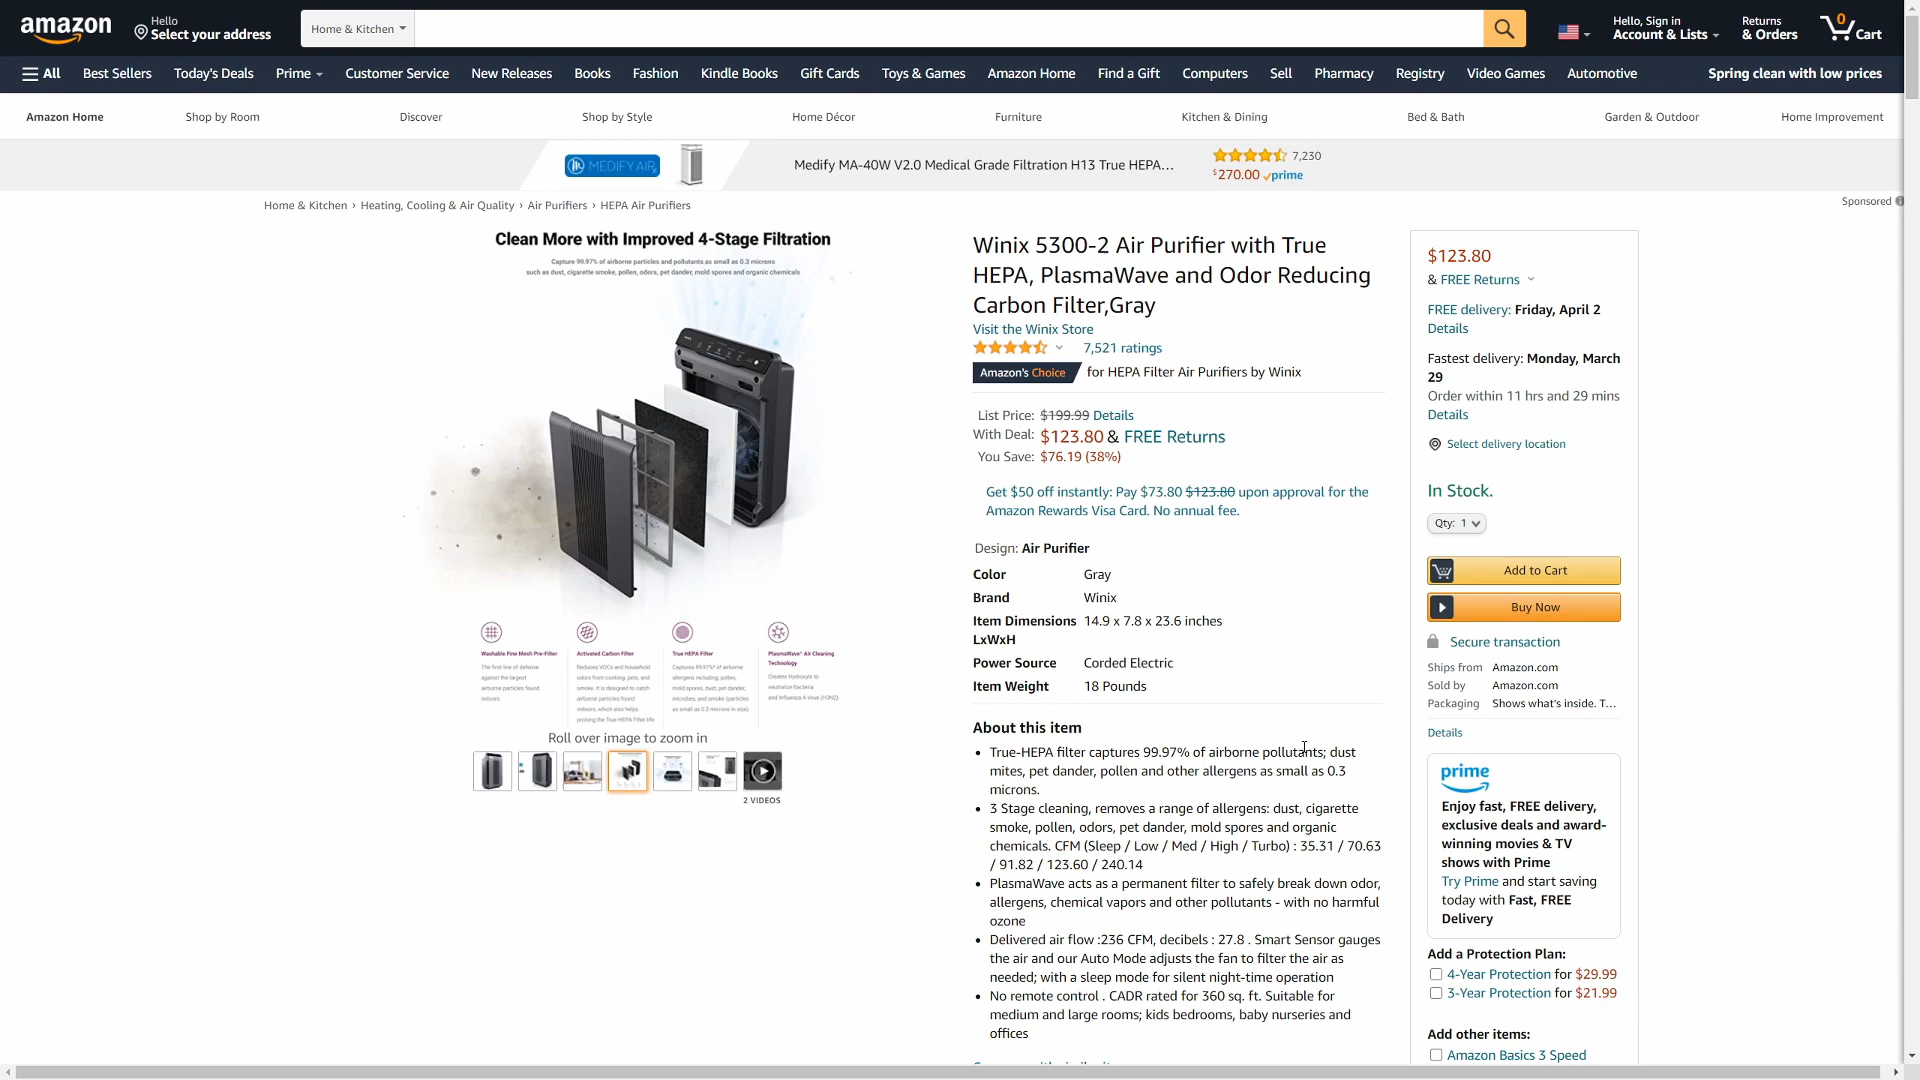 amazon
Hello
Select your address
Home & Kitchen
Hello, Sign in
Account & Lists
Returns
& Orders
0
Cart
All
Best Sellers
Today's Deals
Prime
Customer Service
New Releases
Books
Fashion
Kindle Books
Gift Cards
Toys & Games
Amazon Home
Find a Gift
Computers
Sell
Pharmacy
Registry
Video Games
Automotive
Spring clean with low prices
Amazon Home
Shop by Room
Discover
Shop by Style
Home Décor
Furniture
Kitchen & Dining
Bed & Bath
Garden & Outdoor
Home Improvement
MEDIFY AIR
Medify MA-40W V2.0 Medical Grade Filtration H13 True HEPA…
7,230
$270.00 prime
Sponsored
Home & Kitchen › Heating, Cooling & Air Quality › Air Purifiers › HEPA Air Purifiers
Clean More with Improved 4-Stage Filtration
Capture 99.97% of airborne particles and pollutants as small as 0.3 microns
such as dust, cigarette smoke, pollen, odors, pet dander, mold spores and organic chemicals
Washable Fine Mesh Pre-Filter
The first line of defense
against the largest
airborne particles found
indoors.
Activated Carbon Filter
Reduces VOCs and household
odors from cooking, pets, and
smoke. It is designed to catch
airborne particles found
indoors, which also helps
prolong the True HEPA Filter life
True HEPA Filter
Captures 99.97%* of airborne
allergens including, pollen,
mold spores, dust, pet dander,
microbes, and smoke (particles
as small as 0.3 microns in size)
PlasmaWave® Air Cleaning
Technology
Creates Hydroxyls to
neutralize Bacteria
and Influenza A virus (H3N2)
Roll over image to zoom in
2 VIDEOS
Winix 5300-2 Air Purifier with True
HEPA, PlasmaWave and Odor Reducing
Carbon Filter,Gray
Visit the Winix Store
7,521 ratings
Amazon's Choice for HEPA Filter Air Purifiers by Winix
List Price: $199.99 Details
With Deal: $123.80 & FREE Returns
You Save: $76.19 (38%)
Get $50 off instantly: Pay $73.80 $123.80 upon approval for the
Amazon Rewards Visa Card. No annual fee.
Design: Air Purifier
Color Gray
Brand Winix
Item Dimensions 14.9 x 7.8 x 23.6 inches
LxWxH
Power Source Corded Electric
Item Weight 18 Pounds
About this item
• True-HEPA filter captures 99.97% of airborne pollutants; dust
mites, pet dander, pollen and other allergens as small as 0.3
microns.
• 3 Stage cleaning, removes a range of allergens: dust, cigarette
smoke, pollen, odors, pet dander, mold spores and organic
chemicals. CFM (Sleep / Low / Med / High / Turbo) : 35.31 / 70.63
/ 91.82 / 123.60 / 240.14
• PlasmaWave acts as a permanent filter to safely break down odor,
allergens, chemical vapors and other pollutants - with no harmful
ozone
• Delivered air flow :236 CFM, decibels : 27.8 . Smart Sensor gauges
the air and our Auto Mode adjusts the fan to filter the air as
needed; with a sleep mode for silent night-time operation
• No remote control . CADR rated for 360 sq. ft. Suitable for
medium and large rooms; kids bedrooms, baby nurseries and
offices
$123.80
& FREE Returns
FREE delivery: Friday, April 2
Details
Fastest delivery: Monday, March
29
Order within 11 hrs and 29 mins
Details
Select delivery location
In Stock.
Qty: 1
Add to Cart
Buy Now
Secure transaction
Ships from Amazon.com
Sold by Amazon.com
Packaging Shows what's inside. T…
Details
prime
Enjoy fast, FREE delivery,
exclusive deals and award-
winning movies & TV
shows with Prime
Try Prime and start saving
today with Fast, FREE
Delivery
Add a Protection Plan:
4-Year Protection for $29.99
3-Year Protection for $21.99
Add other items:
Amazon Basics 3 Speed